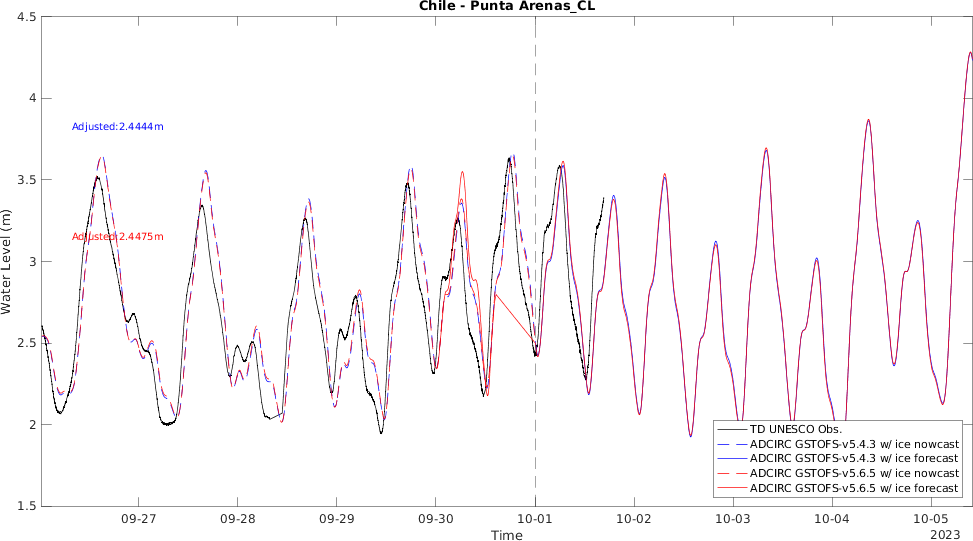 Chile - Punta Arenas_CL
4.5
4
3.5
3
2.5
2
1.5
Water Level (m)
Adjusted:2.4444m
Adjusted:2.4475m
TD UNESCO Obs.
ADCIRC GSTOFS-v5.4.3 w/ ice nowcast
ADCIRC GSTOFS-v5.4.3 w/ ice forecast
ADCIRC GSTOFS-v5.6.5 w/ ice nowcast
ADCIRC GSTOFS-v5.6.5 w/ ice forecast
09-27 09-28 09-29 09-30 10-01 10-02 10-03 10-04 10-05
Time
2023